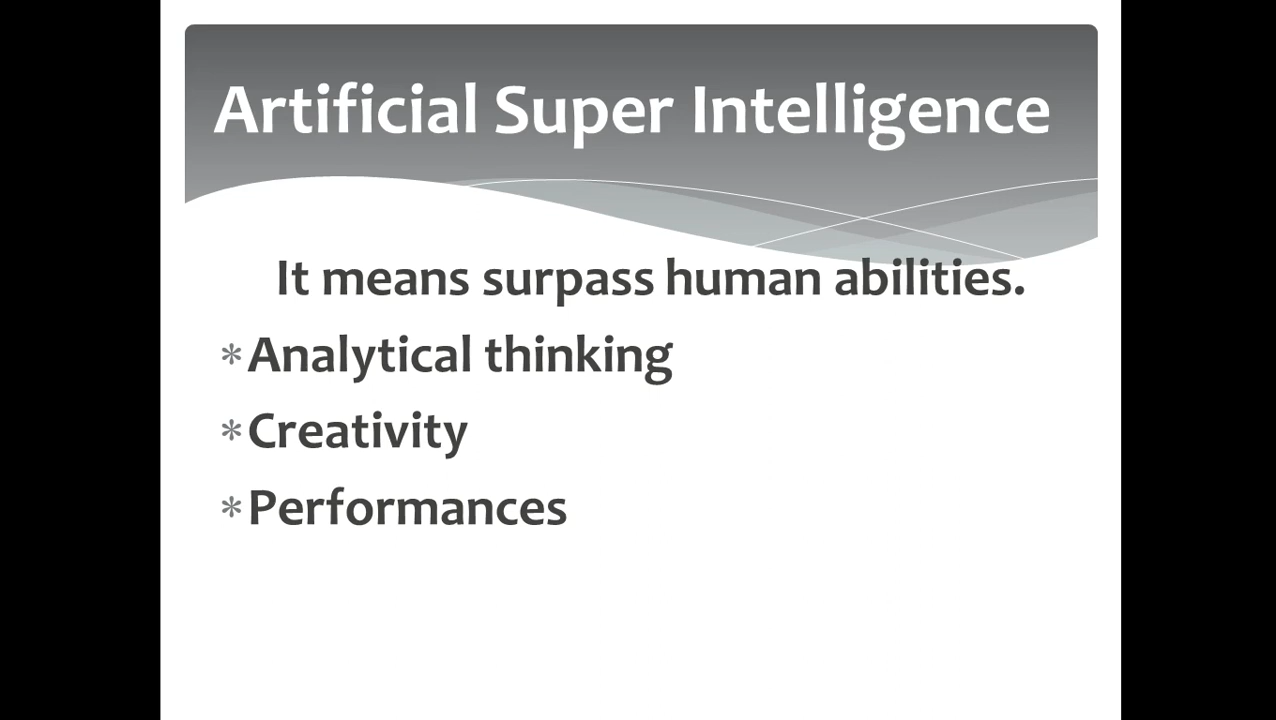 Artificial Super Intelligence
It means surpass human abilities.
* Analytical thinking
* Creativity
* Performances